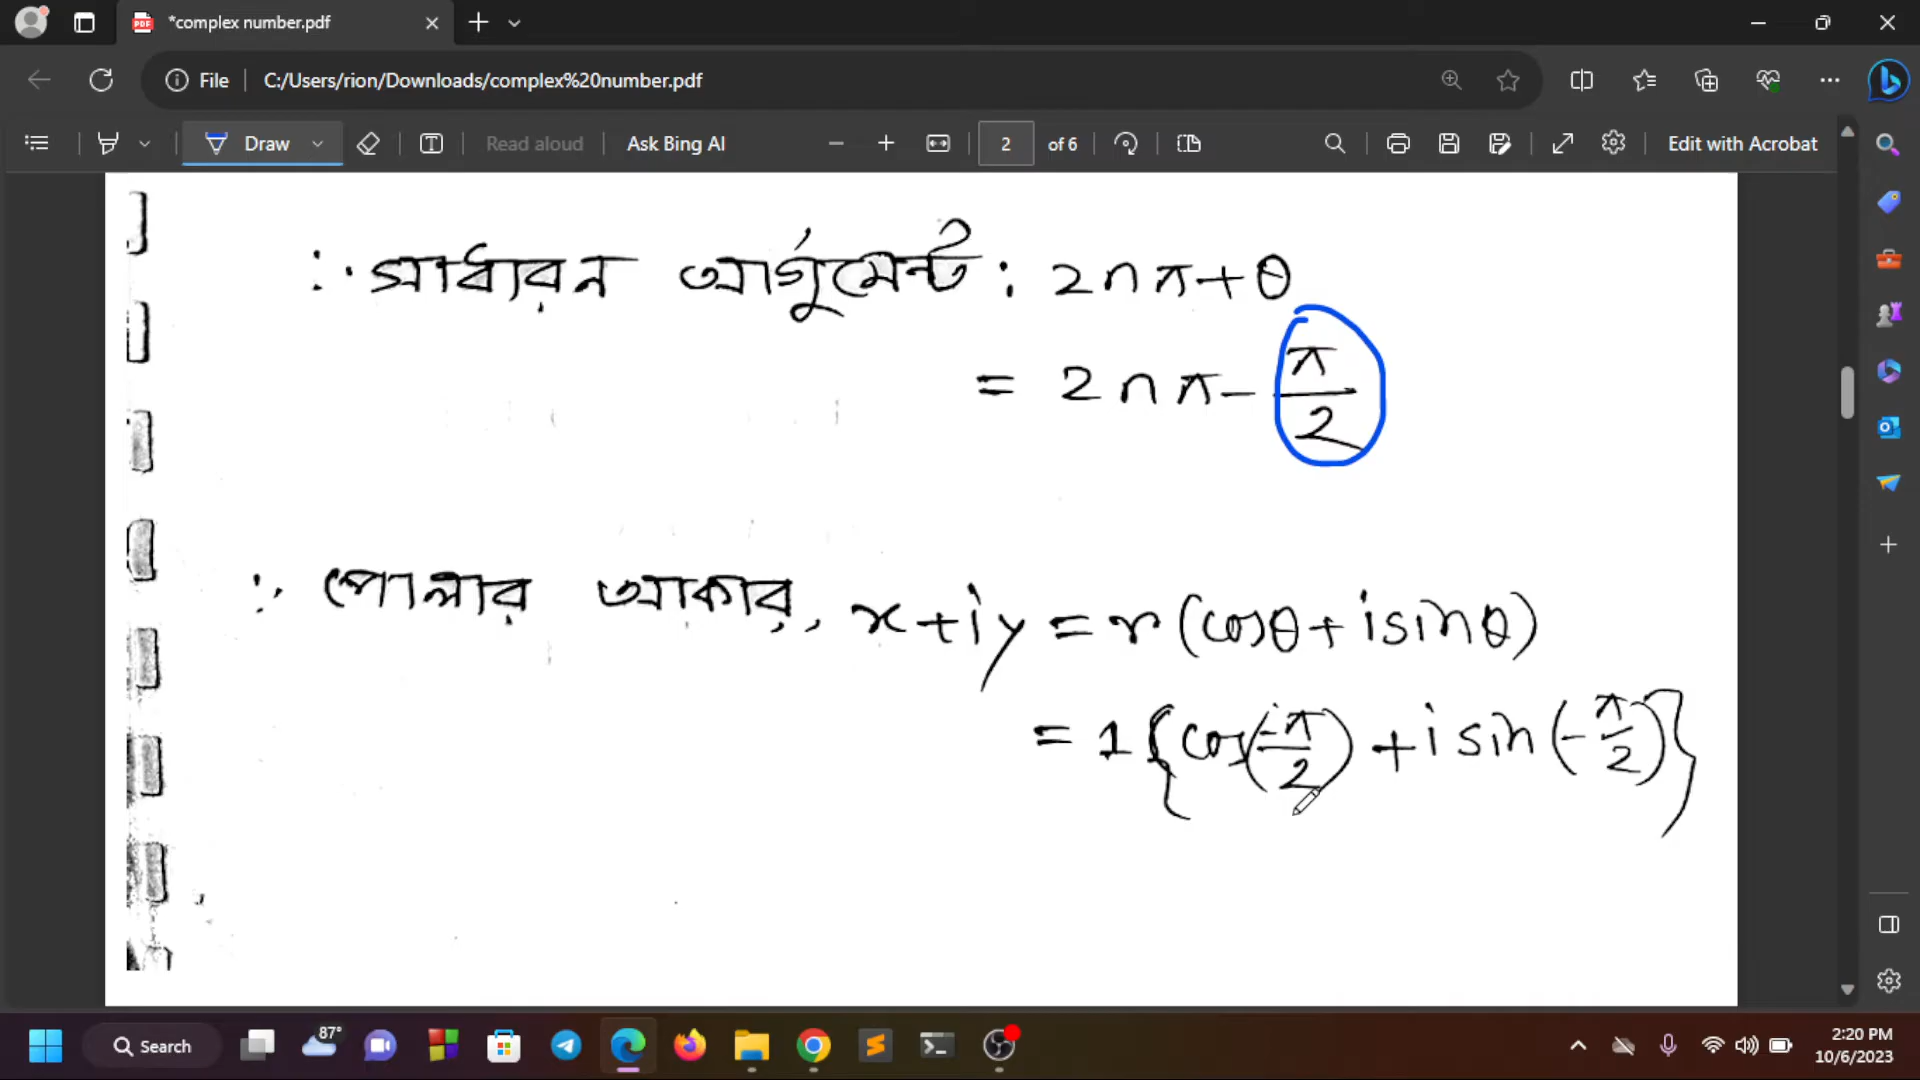 *complex number.pdf
File C:/Users/rion/Downloads/complex%20number.pdf
Draw Read aloud Ask Bing AI 2 of 6 Edit with Acrobat
∴ সাধারন আর্গুমেন্ট : 2nπ+θ
= 2nπ - π/2
∴ পোলার আকার, x+iy = r(cosθ+isinθ)
= 1{cos(-π/2)+i sin(-π/2)}
87°
Search
2:20 PM
10/6/2023